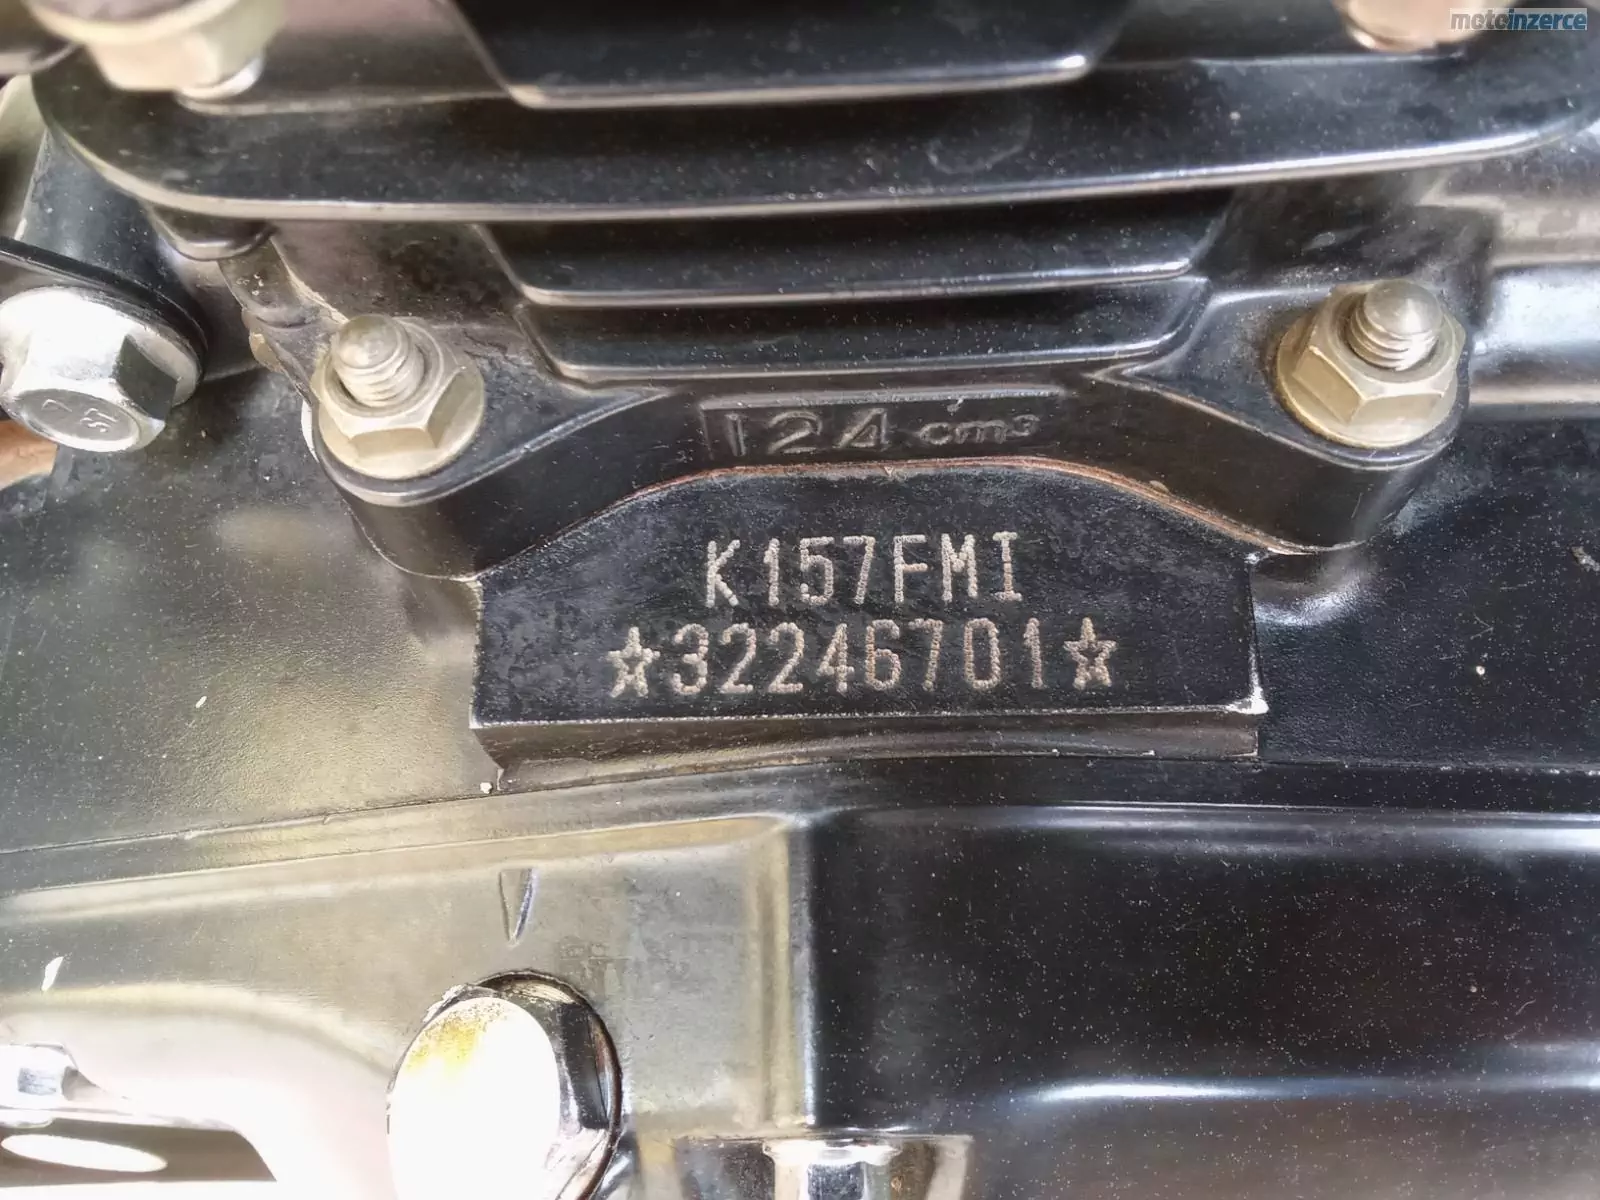 motoinzerce
124 cm³
K157FMI
☆32246701☆